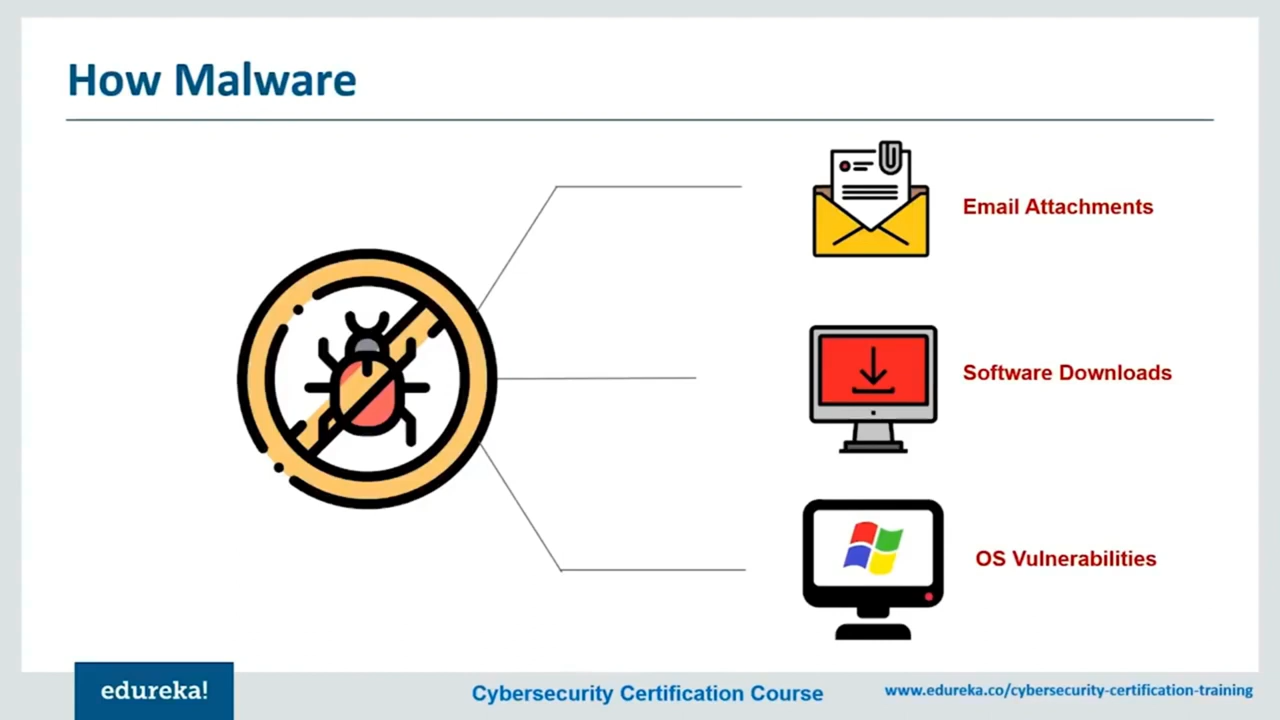 How Malware
Email Attachments
Software Downloads
OS Vulnerabilities
edureka!
Cybersecurity Certification Course
www.edureka.co/cybersecurity-certification-training